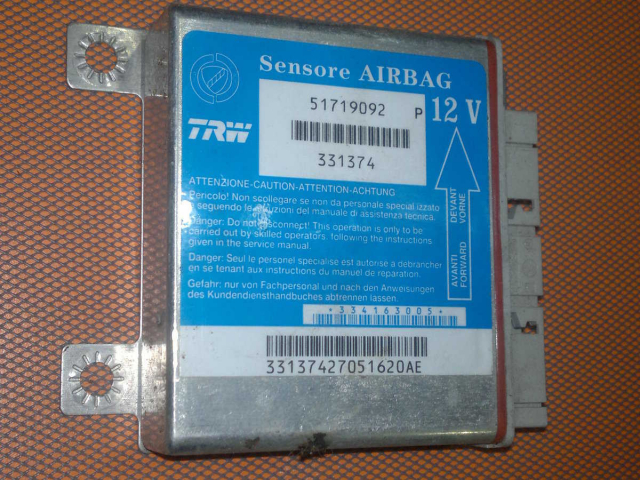 Sensore AIRBAG
51719092 P 12 V
TRW
331374
ATTENZIONE-CAUTION-ATTENTION-ACHTUNG
Pericolo! Non scollegare se non da personale specializzato
e seguendo le istruzioni del manuale di assistenza tecnica.
Danger: Do not disconnect! This operation is only to be
carried out by skilled operators, following the instructions
given in the service manual.
Danger: Seul le personel specialise est autorise a debrancher
en se tenant aux instructions du manuel de reparation.
Gefahr: nur von Fachpersonal und nach den Anweisungen
des Kundendiensthandbuches abtrennen lassen.
AVANTI DEVANT
FORWARD VORNE
*334163005*
33137427051620AE